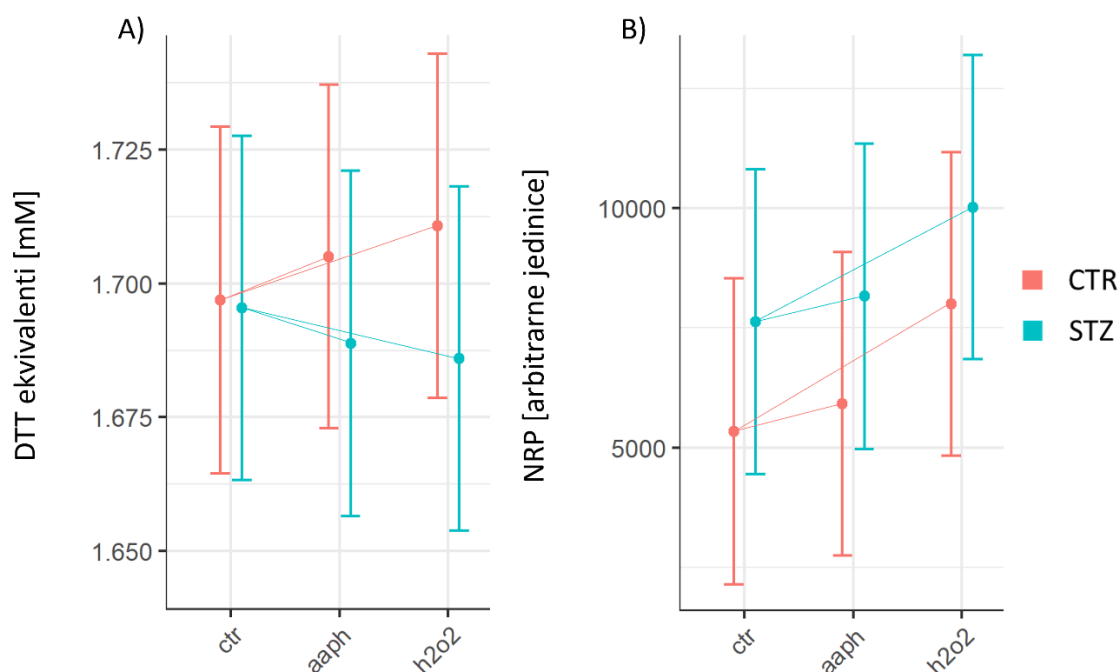 A)
DTT ekvivalenti [mM]
1.725
1.700
1.675
1.650
ctr
aaph
h2o2
B)
NRP [arbitrarne jedinice]
10000
5000
ctr
aaph
h2o2
CTR
STZ